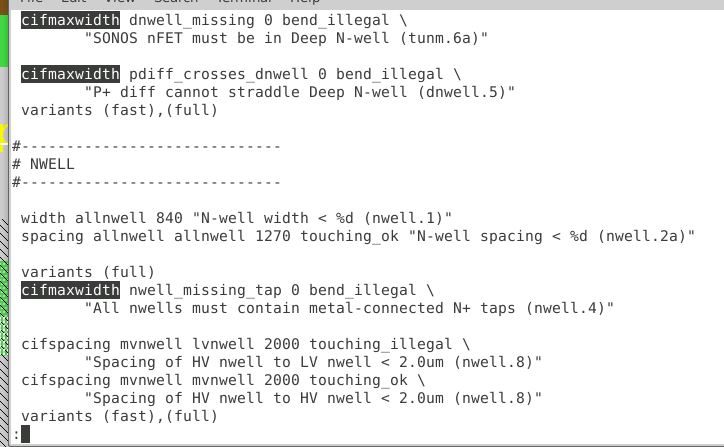 File Edit View Search Terminal Help
cifmaxwidth dnwell_missing 0 bend_illegal \
"SONOS nFET must be in Deep N-well (tunm.6a)"
cifmaxwidth pdiff_crosses_dnwell 0 bend_illegal \
"P+ diff cannot straddle Deep N-well (dnwell.5)"
variants (fast),(full)
#-----------------------------
# NWELL
#-----------------------------
width allnwell 840 "N-well width < %d (nwell.1)"
spacing allnwell allnwell 1270 touching_ok "N-well spacing < %d (nwell.2a)"
variants (full)
cifmaxwidth nwell_missing_tap 0 bend_illegal \
"All nwells must contain metal-connected N+ taps (nwell.4)"
cifspacing mvnwell lvnwell 2000 touching_illegal \
"Spacing of HV nwell to LV nwell < 2.0um (nwell.8)"
cifspacing mvnwell mvnwell 2000 touching_ok \
"Spacing of HV nwell to HV nwell < 2.0um (nwell.8)"
variants (fast),(full)
: